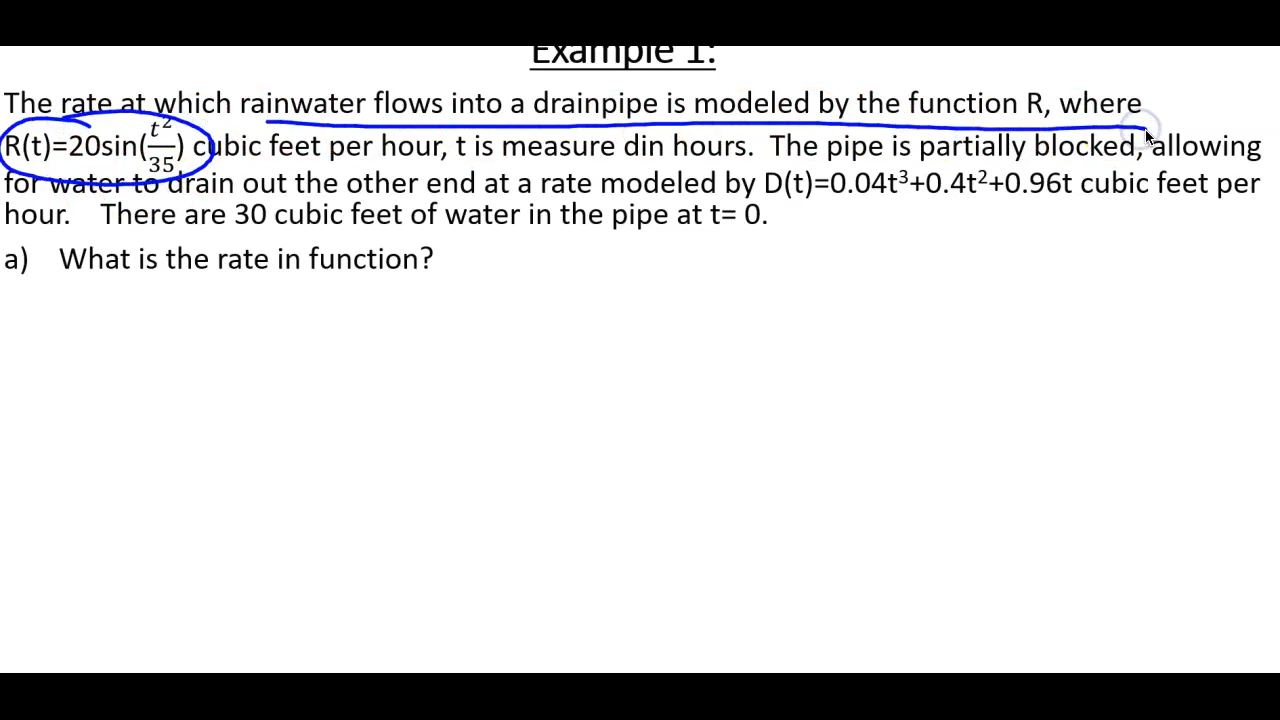 Example 1:
The rate at which rainwater flows into a drainpipe is modeled by the function R, where
R(t)=20sin(t²/35) cubic feet per hour, t is measure din hours.  The pipe is partially blocked, allowing
for water to drain out the other end at a rate modeled by D(t)=0.04t³+0.4t²+0.96t cubic feet per
hour.    There are 30 cubic feet of water in the pipe at t= 0.
a)    What is the rate in function?